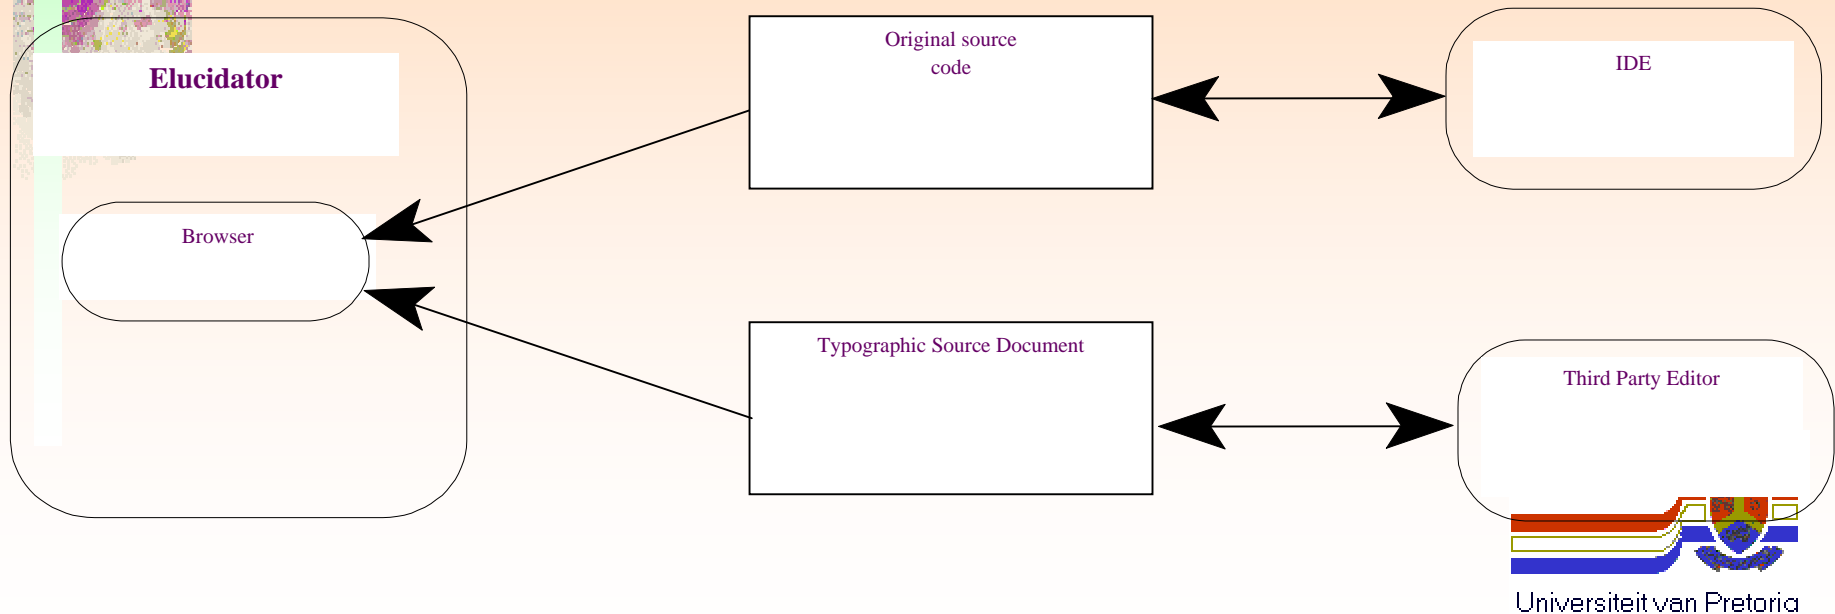 Elucidator
Browser
Original source
code
IDE
Typographic Source Document
Third Party Editor
Universiteit van Pretoria